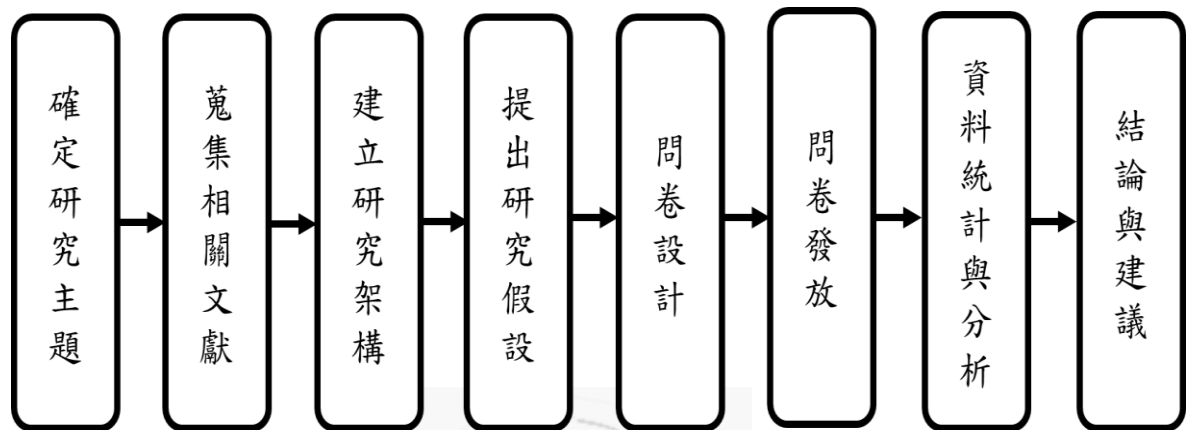 確定研究主題
蒐集相關文獻
建立研究架構
提出研究假設
問卷設計
問卷發放
資料統計與分析
結論與建議